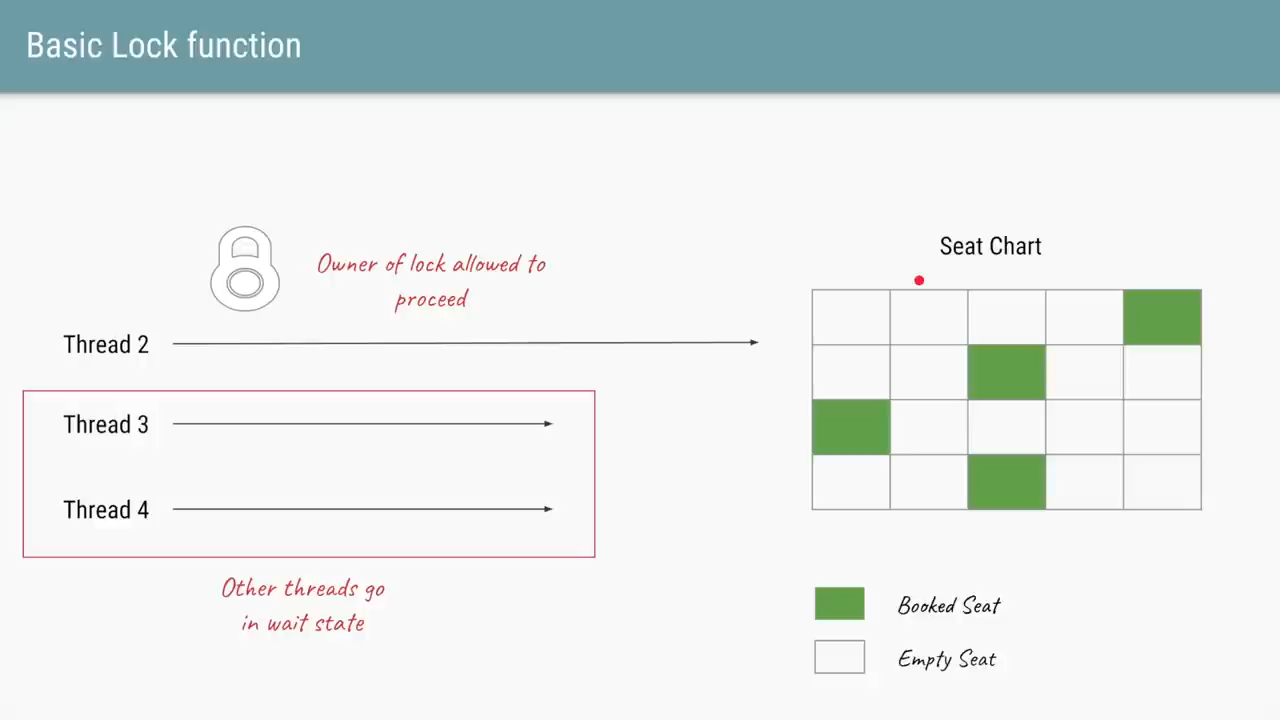 Basic Lock function
Owner of lock allowed to
proceed
Thread 2
Thread 3
Thread 4
Other threads go
in wait state
Seat Chart
Booked Seat
Empty Seat